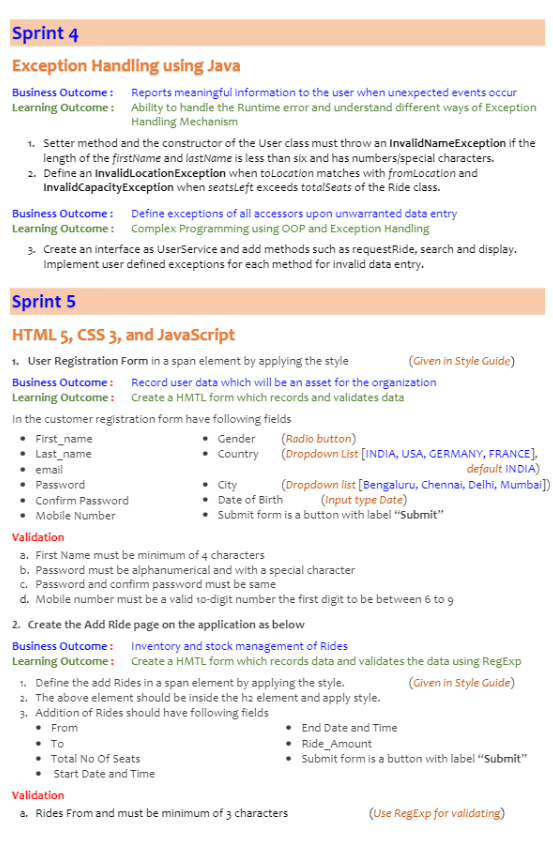 Sprint 4
Exception Handling using Java
Business Outcome : Reports meaningful information to the user when unexpected events occur
Learning Outcome : Ability to handle the Runtime error and understand different ways of Exception
Handling Mechanism
1. Setter method and the constructor of the User class must throw an InvalidNameException if the
length of the firstName and lastName is less than six and has numbers/special characters.
2. Define an InvalidLocationException when toLocation matches with fromLocation and
InvalidCapacityException when seatsLeft exceeds totalSeats of the Ride class.
Business Outcome : Define exceptions of all accessors upon unwarranted data entry
Learning Outcome : Complex Programming using OOP and Exception Handling
3. Create an interface as UserService and add methods such as requestRide, search and display.
Implement user defined exceptions for each method for invalid data entry.
Sprint 5
HTML 5, CSS 3, and JavaScript
1. User Registration Form in a span element by applying the style (Given in Style Guide)
Business Outcome : Record user data which will be an asset for the organization
Learning Outcome : Create a HMTL form which records and validates data
In the customer registration form have following fields
• First_name • Gender (Radio button)
• Last_name • Country (Dropdown List [INDIA, USA, GERMANY, FRANCE],
• email default INDIA)
• Password • City (Dropdown list [Bengaluru, Chennai, Delhi, Mumbai])
• Confirm Password • Date of Birth (Input type Date)
• Mobile Number • Submit form is a button with label “Submit”
Validation
a. First Name must be minimum of 4 characters
b. Password must be alphanumerical and with a special character
c. Password and confirm password must be same
d. Mobile number must be a valid 10-digit number the first digit to be between 6 to 9
2. Create the Add Ride page on the application as below
Business Outcome : Inventory and stock management of Rides
Learning Outcome : Create a HMTL form which records data and validates the data using RegExp
1. Define the add Rides in a span element by applying the style. (Given in Style Guide)
2. The above element should be inside the h2 element and apply style.
3. Addition of Rides should have following fields
• From • End Date and Time
• To • Ride_Amount
• Total No Of Seats • Submit form is a button with label “Submit”
• Start Date and Time
Validation
a. Rides From and must be minimum of 3 characters (Use RegExp for validating)